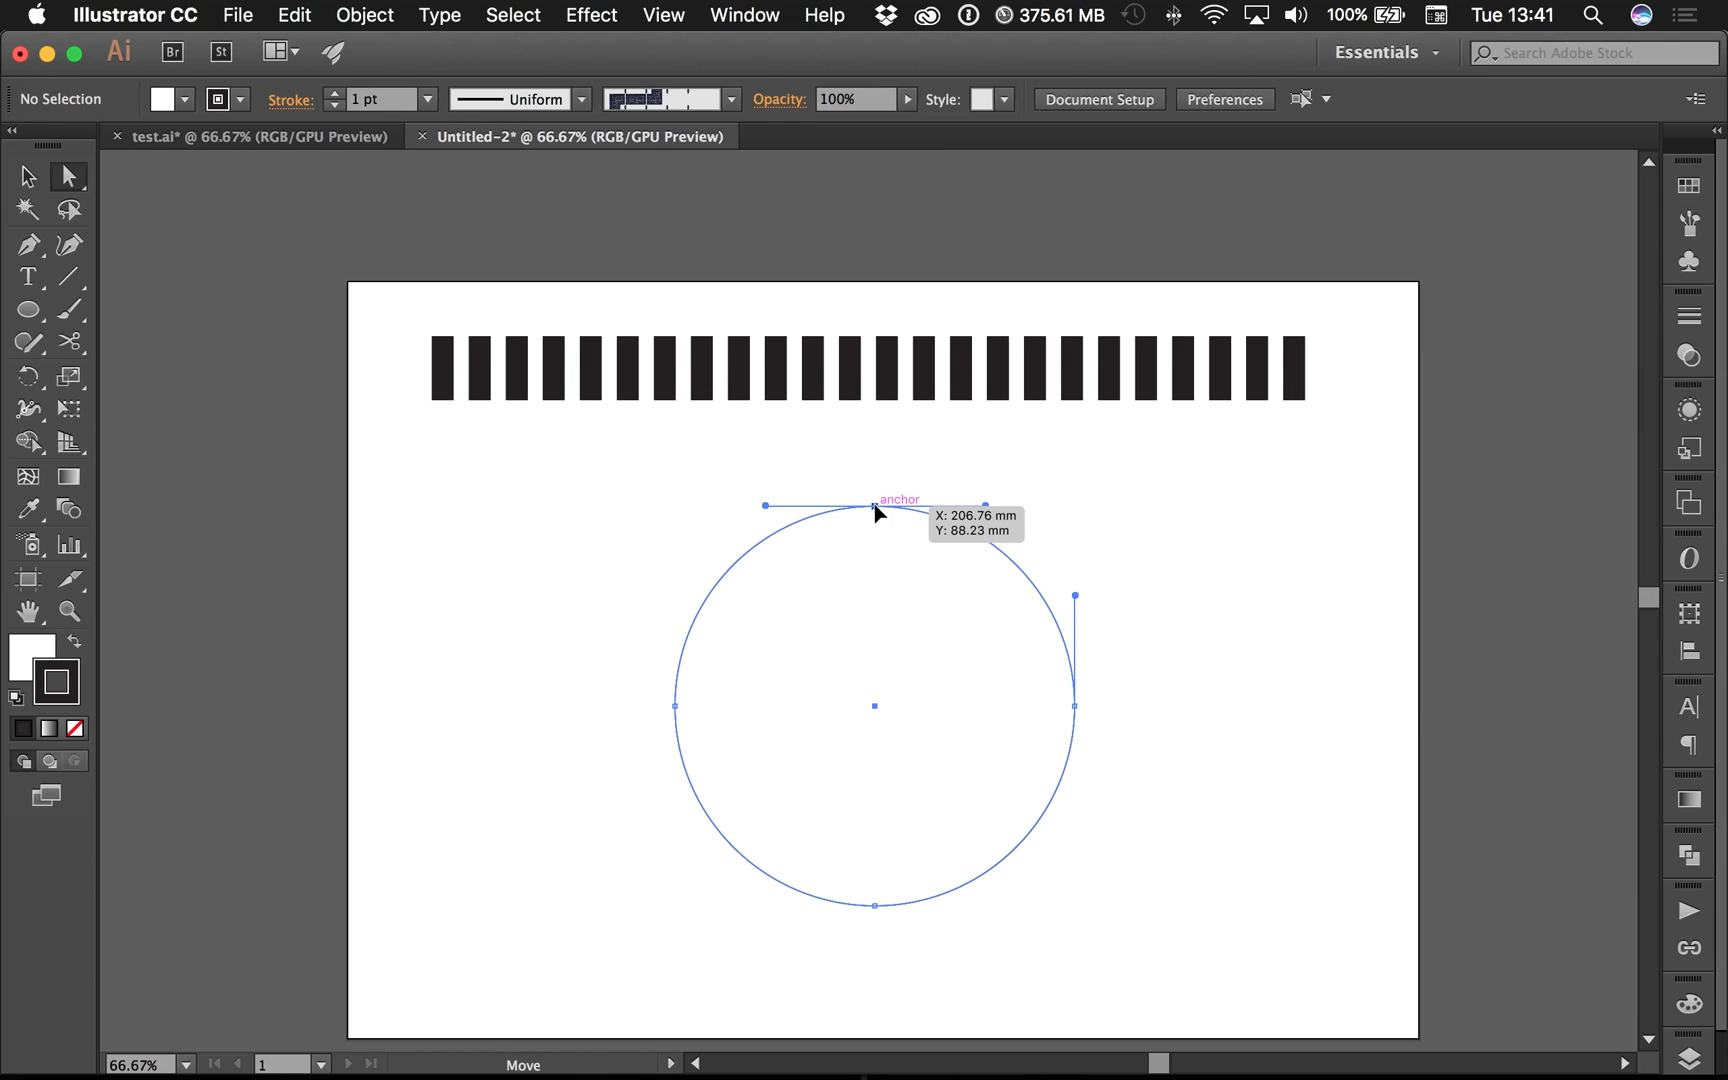 Illustrator CC File Edit Object Type Select Effect View Window Help 375.61 MB 100% Tue 13:41
Ai Br St Essentials Search Adobe Stock
No Selection Stroke: 1 pt Uniform Opacity: 100% Style: Document Setup Preferences
× test.ai* @ 66.67% (RGB/GPU Preview) × Untitled-2* @ 66.67% (RGB/GPU Preview)
anchor
X: 206.76 mm
Y: 88.23 mm
66.67% 1 Move